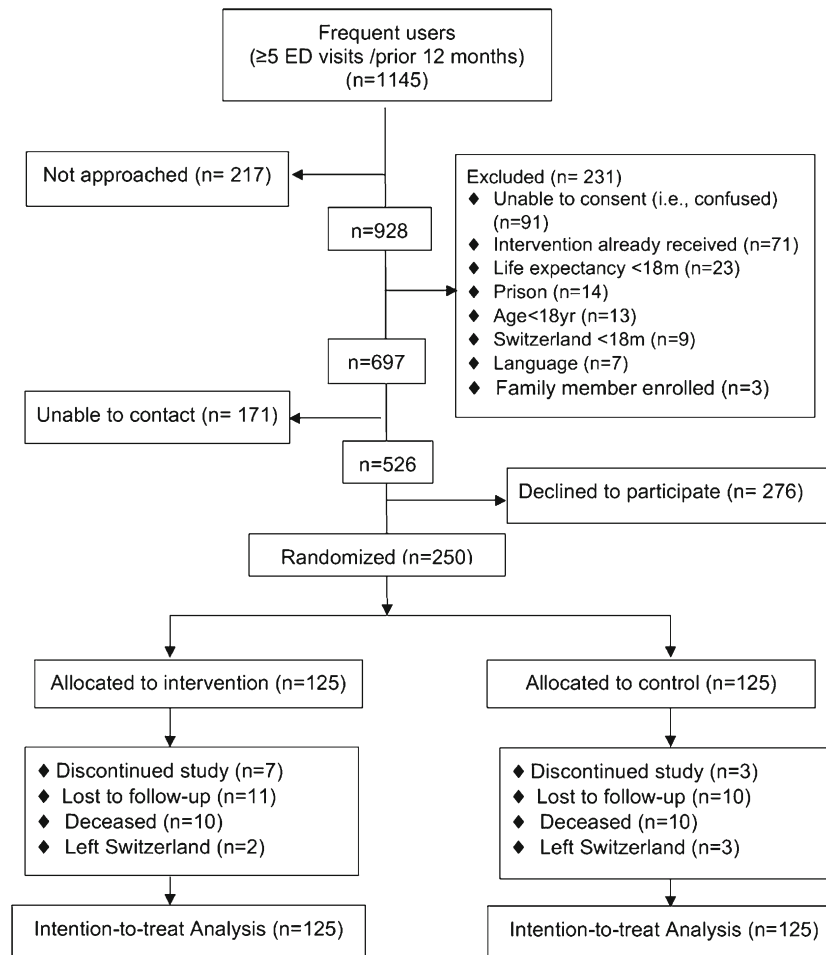 Frequent users
(≥5 ED visits /prior 12 months)
(n=1145)
Not approached (n= 217)
n=928
Excluded (n= 231)
♦ Unable to consent (i.e., confused)
(n=91)
♦ Intervention already received (n=71)
♦ Life expectancy <18m (n=23)
♦ Prison (n=14)
♦ Age<18yr (n=13)
♦ Switzerland <18m (n=9)
♦ Language (n=7)
♦ Family member enrolled (n=3)
n=697
Unable to contact (n= 171)
n=526
Declined to participate (n= 276)
Randomized (n=250)
Allocated to intervention (n=125)
Allocated to control (n=125)
♦ Discontinued study (n=7)
♦ Lost to follow-up (n=11)
♦ Deceased (n=10)
♦ Left Switzerland (n=2)
♦ Discontinued study (n=3)
♦ Lost to follow-up (n=10)
♦ Deceased (n=10)
♦ Left Switzerland (n=3)
Intention-to-treat Analysis (n=125)
Intention-to-treat Analysis (n=125)